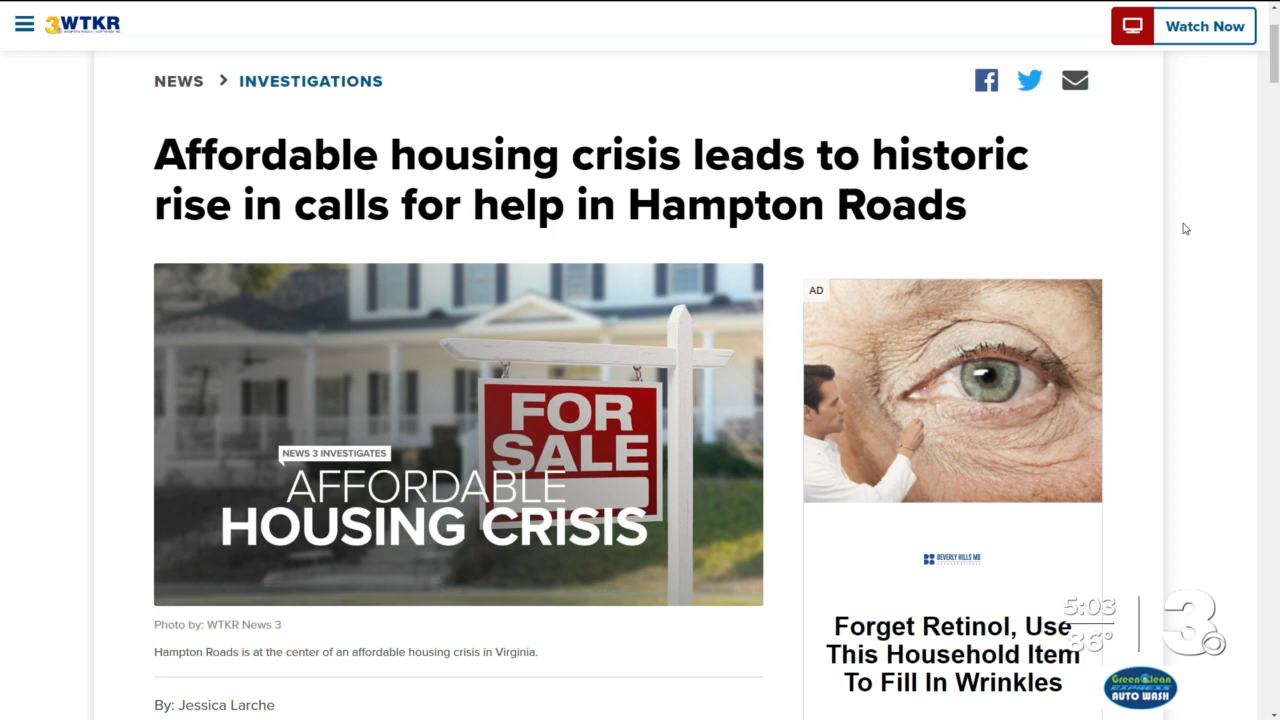 3WTKR
Watch Now
NEWS > INVESTIGATIONS
Affordable housing crisis leads to historic
rise in calls for help in Hampton Roads
AD
FOR
SALE
NEWS 3 INVESTIGATES
AFFORDABLE
HOUSING CRISIS
BEVERLY HILLS MD
Photo by: WTKR News 3
Hampton Roads is at the center of an affordable housing crisis in Virginia.
By: Jessica Larche
Forget Retinol, Use
This Household Item
To Fill In Wrinkles
5:03
86°
3
Green Clean
EXPRESS
AUTO WASH